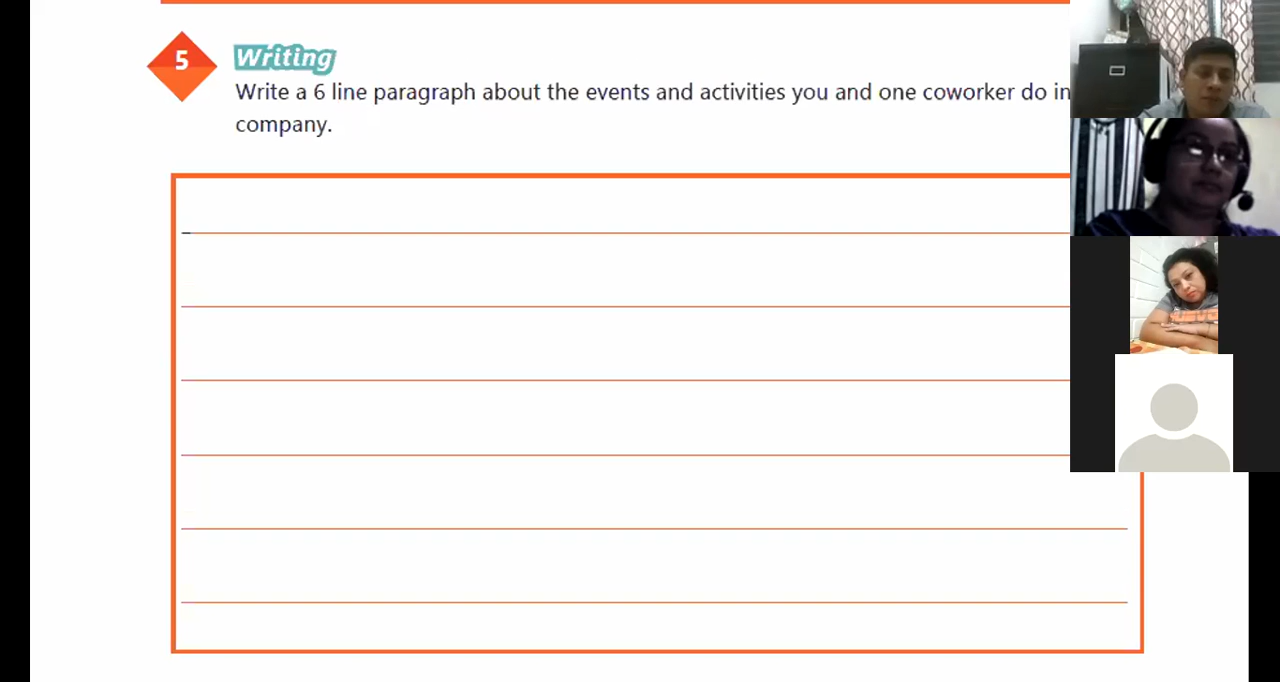 5
Writing
Write a 6 line paragraph about the events and activities you and one coworker do in
company.